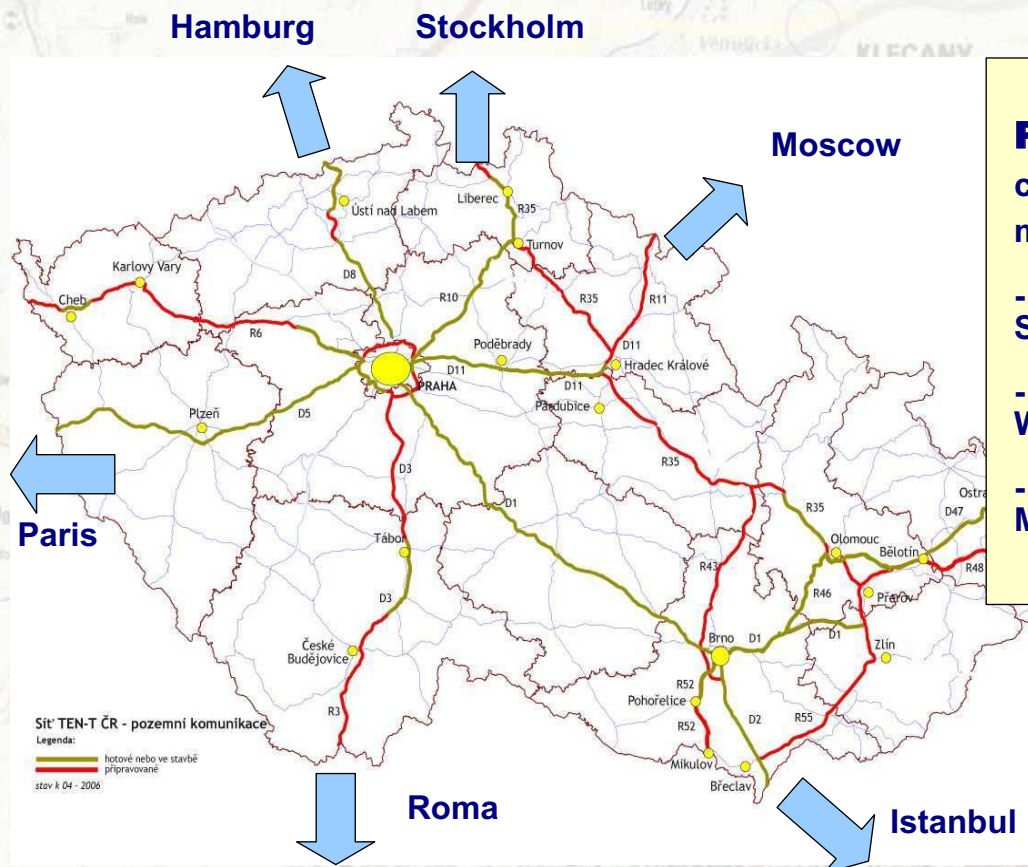 Hamburg
Stockholm
KLECANY
Moscow
Liberec
R35
Ústí nad Labem
Turnov
Karlovy Vary
Cheb
D8
R10
R35
R11
R6
Poděbrady
D11
D11
Hradec Králové
PRAHA
D11
Pardubice
Plzeň
D5
D3
R35
D1
R35
D47
Paris
Tábor
Olomouc
Bělotín
R43
R48
R46
Přerov
D3
Brno
D1
D1
Zlín
České
Budějovice
R52
Pohořelice
R3
D2
R55
R52
Síť TEN-T ČR - pozemní komunikace
Legenda:
hotové nebo ve stavbě
připravované
stav k 04 - 2006
Mikulov
Břeclav
Roma
Istanbul